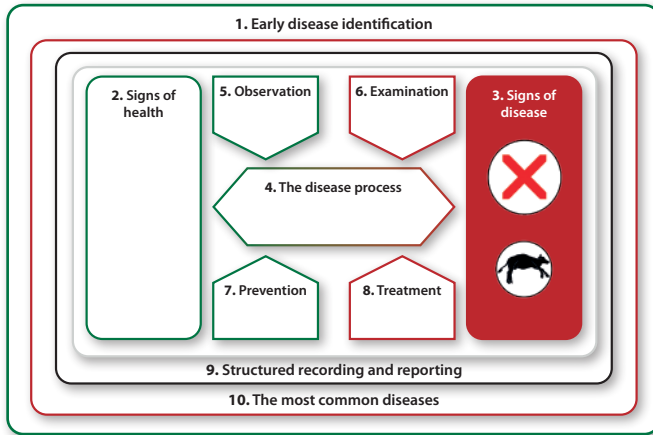 1. Early disease identification
2. Signs of
health
5. Observation
6. Examination
3. Signs of
disease
4. The disease process
7. Prevention
8. Treatment
9. Structured recording and reporting
10. The most common diseases